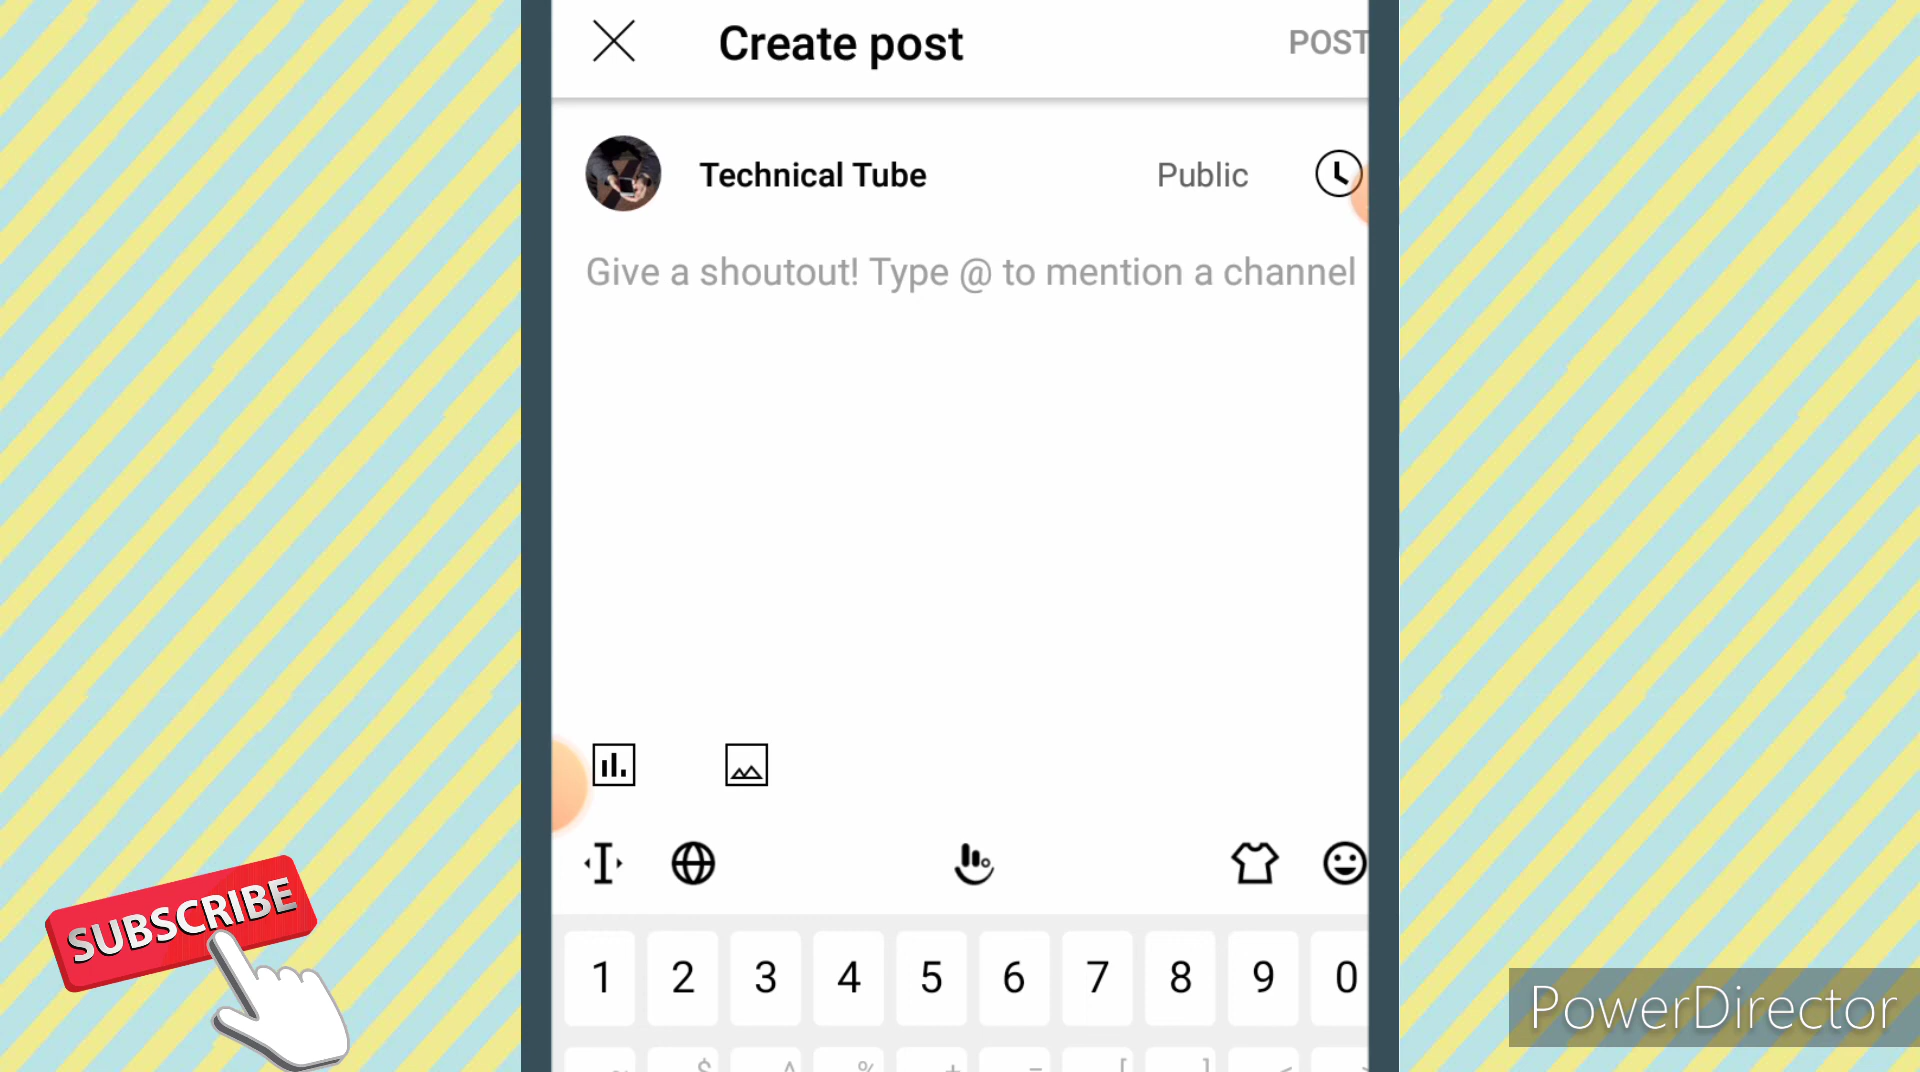 Create post
POST
Technical Tube
Public
Give a shoutout! Type @ to mention a channel
SUBSCRIBE
1 2 3 4 5 6 7 8 9 0
$ ^ % + = [ ] <
PowerDirector